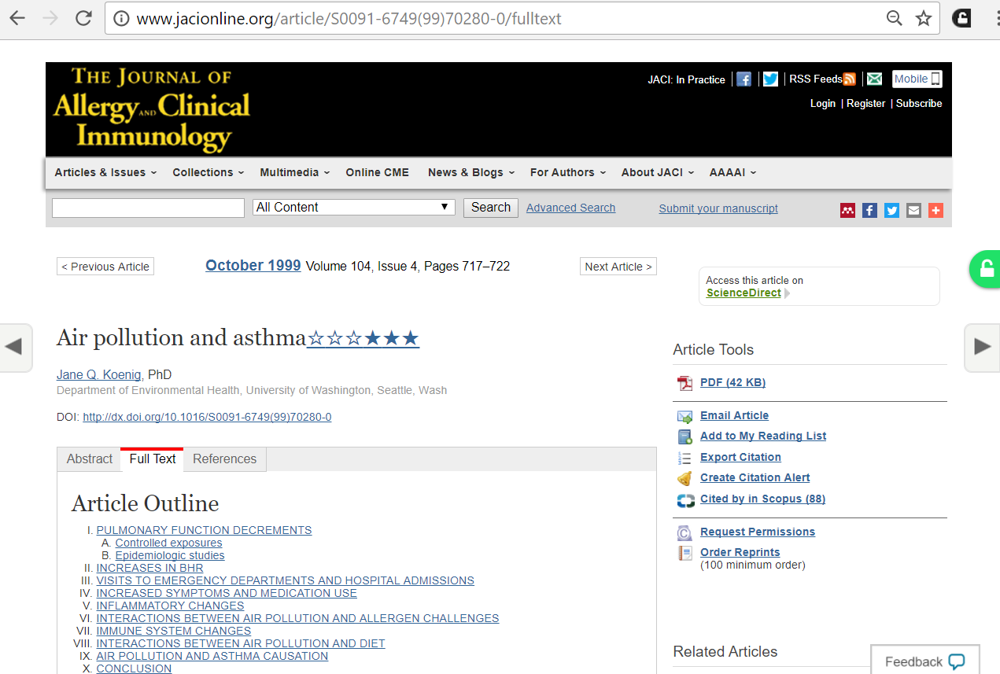 www.jacionline.org/article/S0091-6749(99)70280-0/fulltext
THE JOURNAL OF
Allergy AND Clinical
Immunology
JACI: In Practice | | | RSS Feeds | Mobile
Login | Register | Subscribe
Articles & Issues Collections Multimedia Online CME News & Blogs For Authors About JACI AAAAI
All Content Search Advanced Search Submit your manuscript
< Previous Article October 1999 Volume 104, Issue 4, Pages 717–722 Next Article >
Access this article on
ScienceDirect
Air pollution and asthma☆☆☆★★★
Jane Q. Koenig, PhD
Department of Environmental Health, University of Washington, Seattle, Wash
DOI: http://dx.doi.org/10.1016/S0091-6749(99)70280-0
Abstract Full Text References
Article Outline
I. PULMONARY FUNCTION DECREMENTS
A. Controlled exposures
B. Epidemiologic studies
II. INCREASES IN BHR
III. VISITS TO EMERGENCY DEPARTMENTS AND HOSPITAL ADMISSIONS
IV. INCREASED SYMPTOMS AND MEDICATION USE
V. INFLAMMATORY CHANGES
VI. INTERACTIONS BETWEEN AIR POLLUTION AND ALLERGEN CHALLENGES
VII. IMMUNE SYSTEM CHANGES
VIII. INTERACTIONS BETWEEN AIR POLLUTION AND DIET
IX. AIR POLLUTION AND ASTHMA CAUSATION
X. CONCLUSION
Article Tools
PDF (42 KB)
Email Article
Add to My Reading List
Export Citation
Create Citation Alert
Cited by in Scopus (88)
Request Permissions
Order Reprints
(100 minimum order)
Related Articles
Feedback